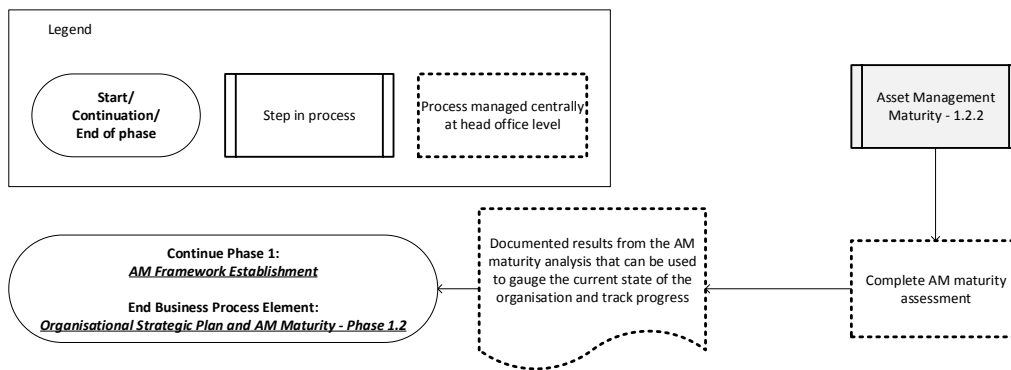 Legend
Start/
Continuation/
End of phase
Step in process
Process managed centrally
at head office level
Asset Management
Maturity - 1.2.2
Complete AM maturity
assessment
Documented results from the AM
maturity analysis that can be used
to gauge the current state of the
organisation and track progress
Continue Phase 1:
AM Framework Establishment
End Business Process Element:
Organisational Strategic Plan and AM Maturity - Phase 1.2